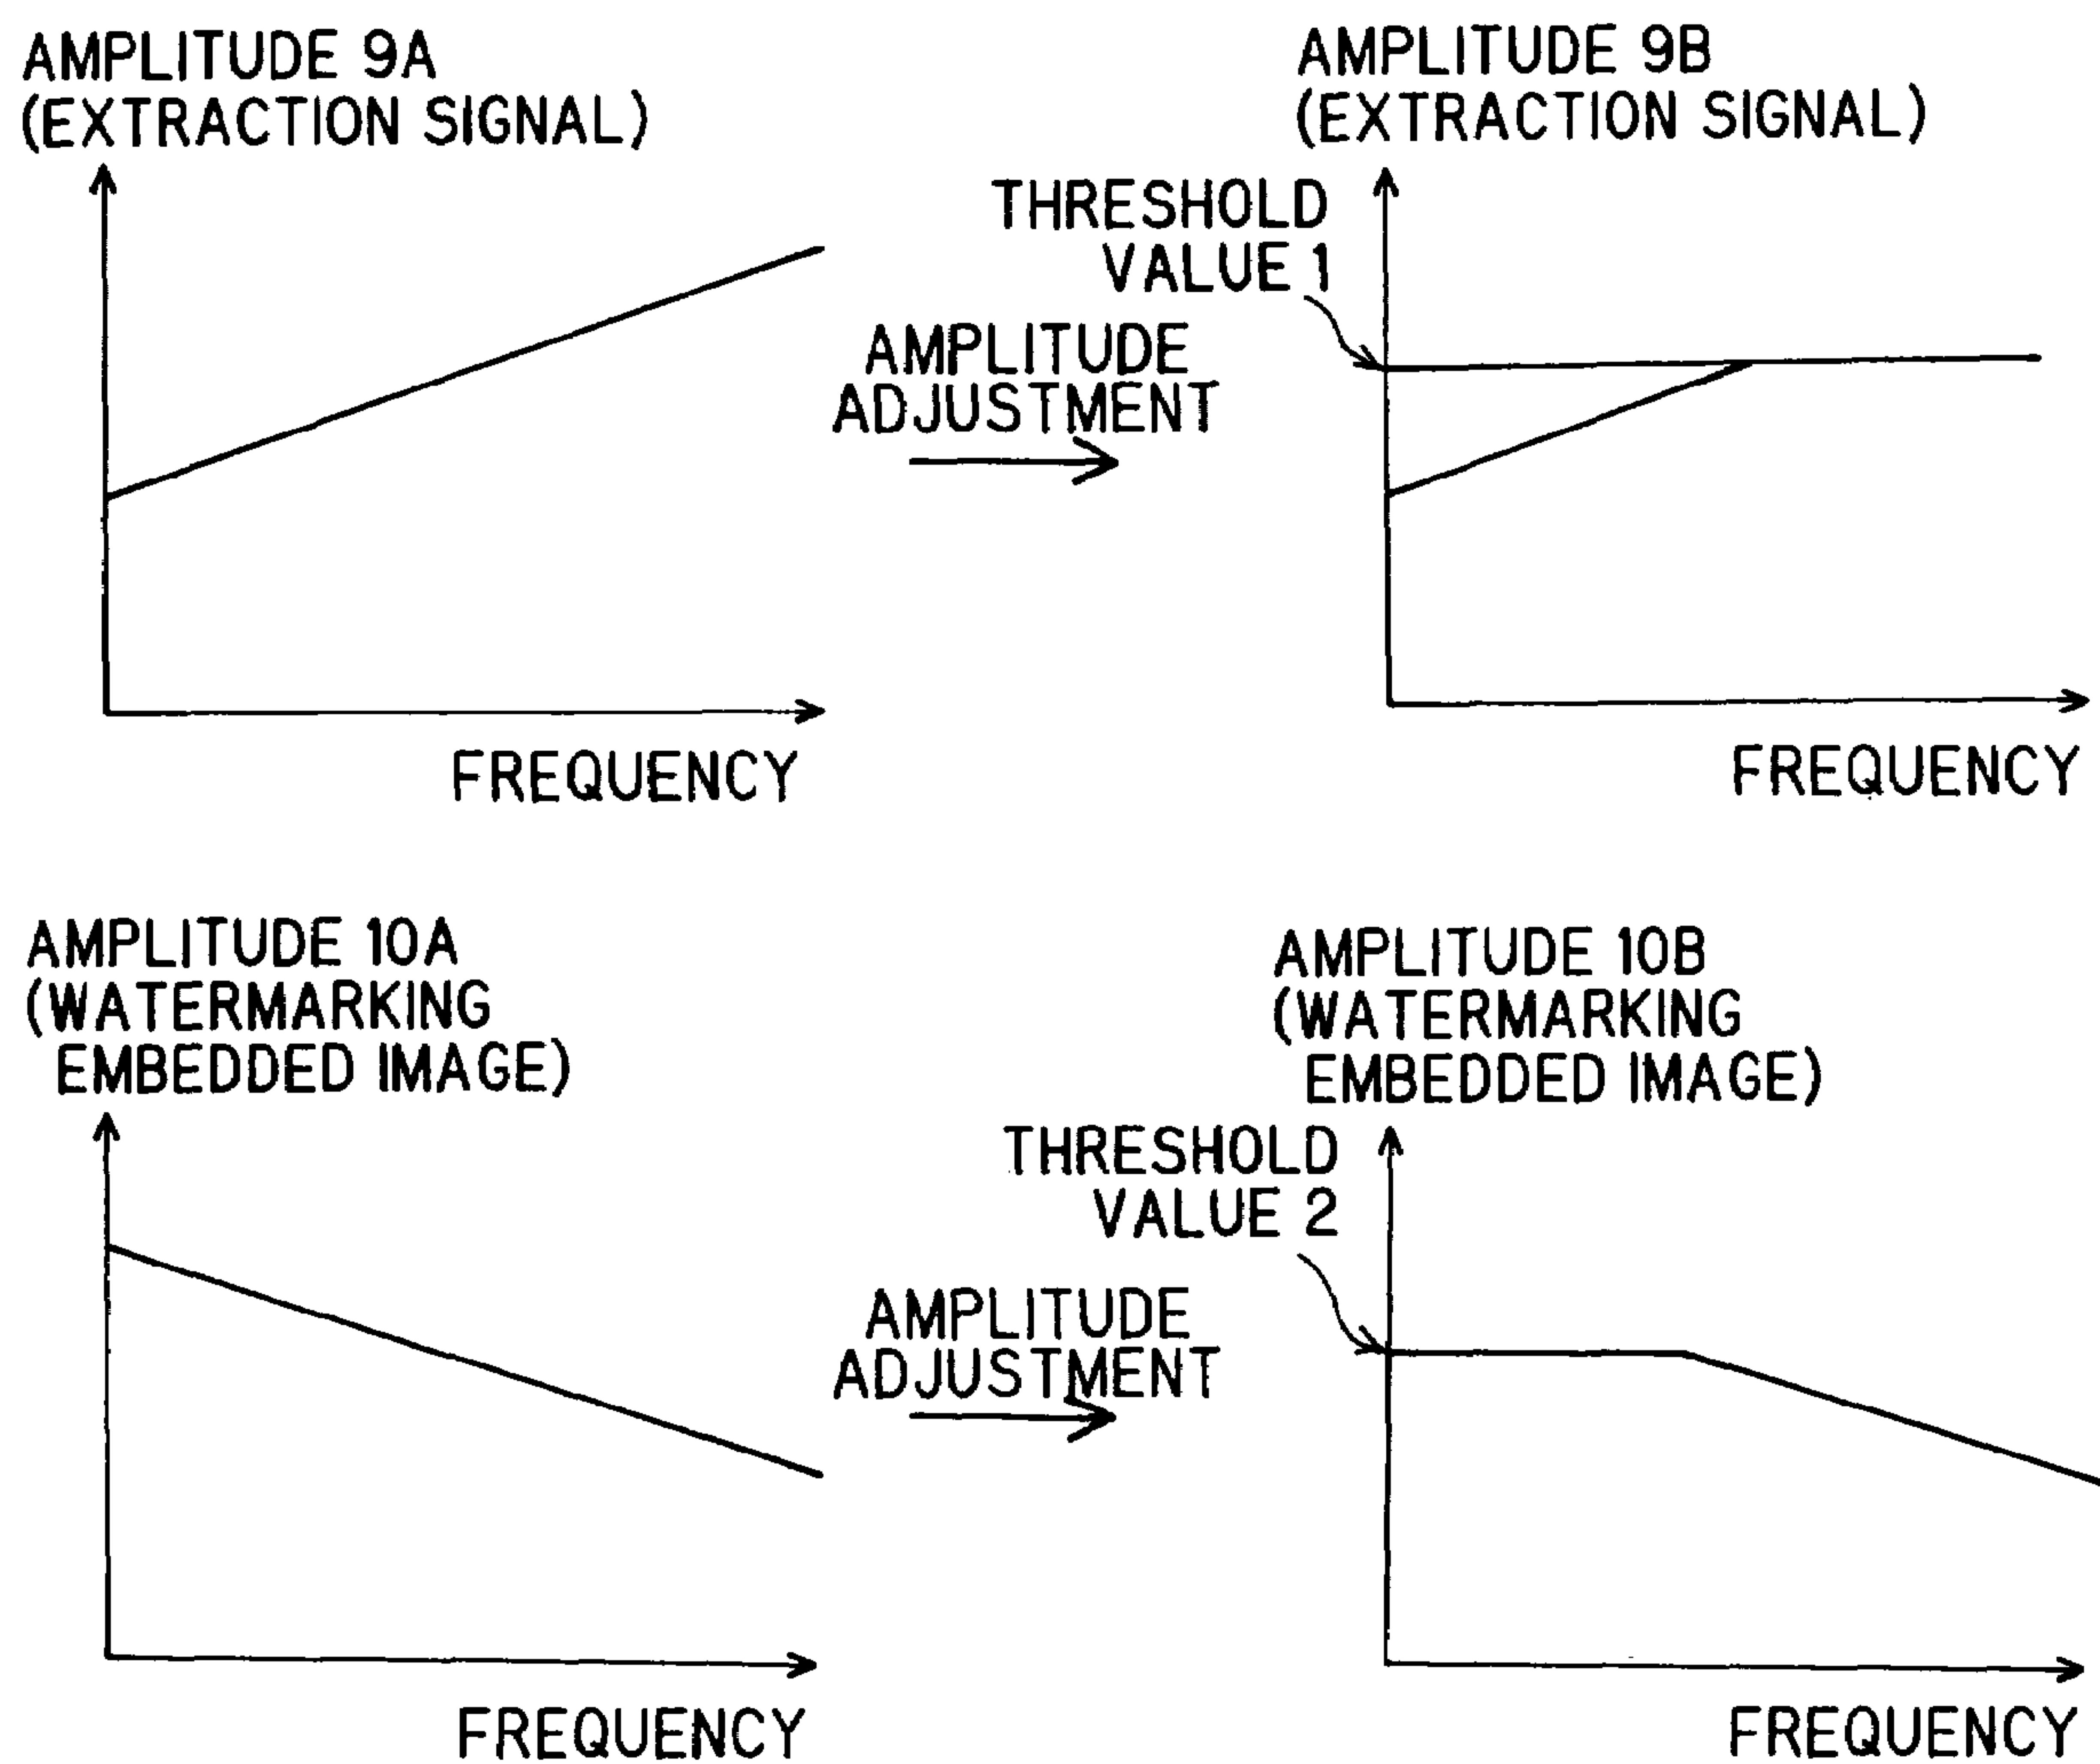 AMPLITUDE 9A
(EXTRACTION SIGNAL)
FREQUENCY
AMPLITUDE
ADJUSTMENT
AMPLITUDE 9B
(EXTRACTION SIGNAL)
THRESHOLD
VALUE 1
FREQUENCY
AMPLITUDE 10A
(WATERMARKING
EMBEDDED IMAGE)
FREQUENCY
AMPLITUDE
ADJUSTMENT
AMPLITUDE 10B
(WATERMARKING
EMBEDDED IMAGE)
THRESHOLD
VALUE 2
FREQUENCY